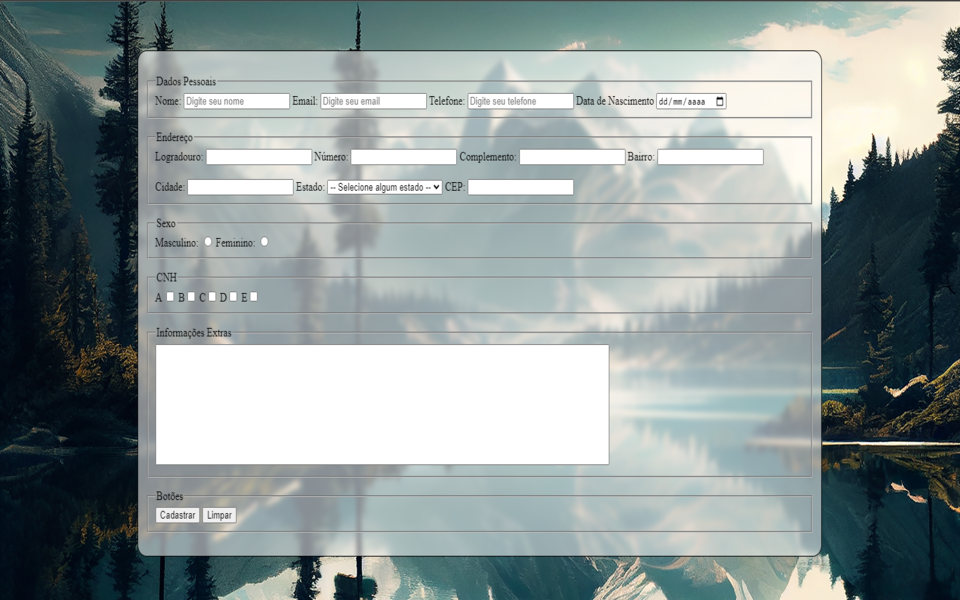 Dados Pessoais
Nome: Digite seu nome Email: Digite seu email Telefone: Digite seu telefone Data de Nascimento dd/mm/aaaa
Endereço
Logradouro: Número: Complemento: Bairro:
Cidade: Estado: -- Selecione algum estado -- CEP:
Sexo
Masculino: Feminino:
CNH
A B C D E
Informações Extras
Botões
Cadastrar Limpar